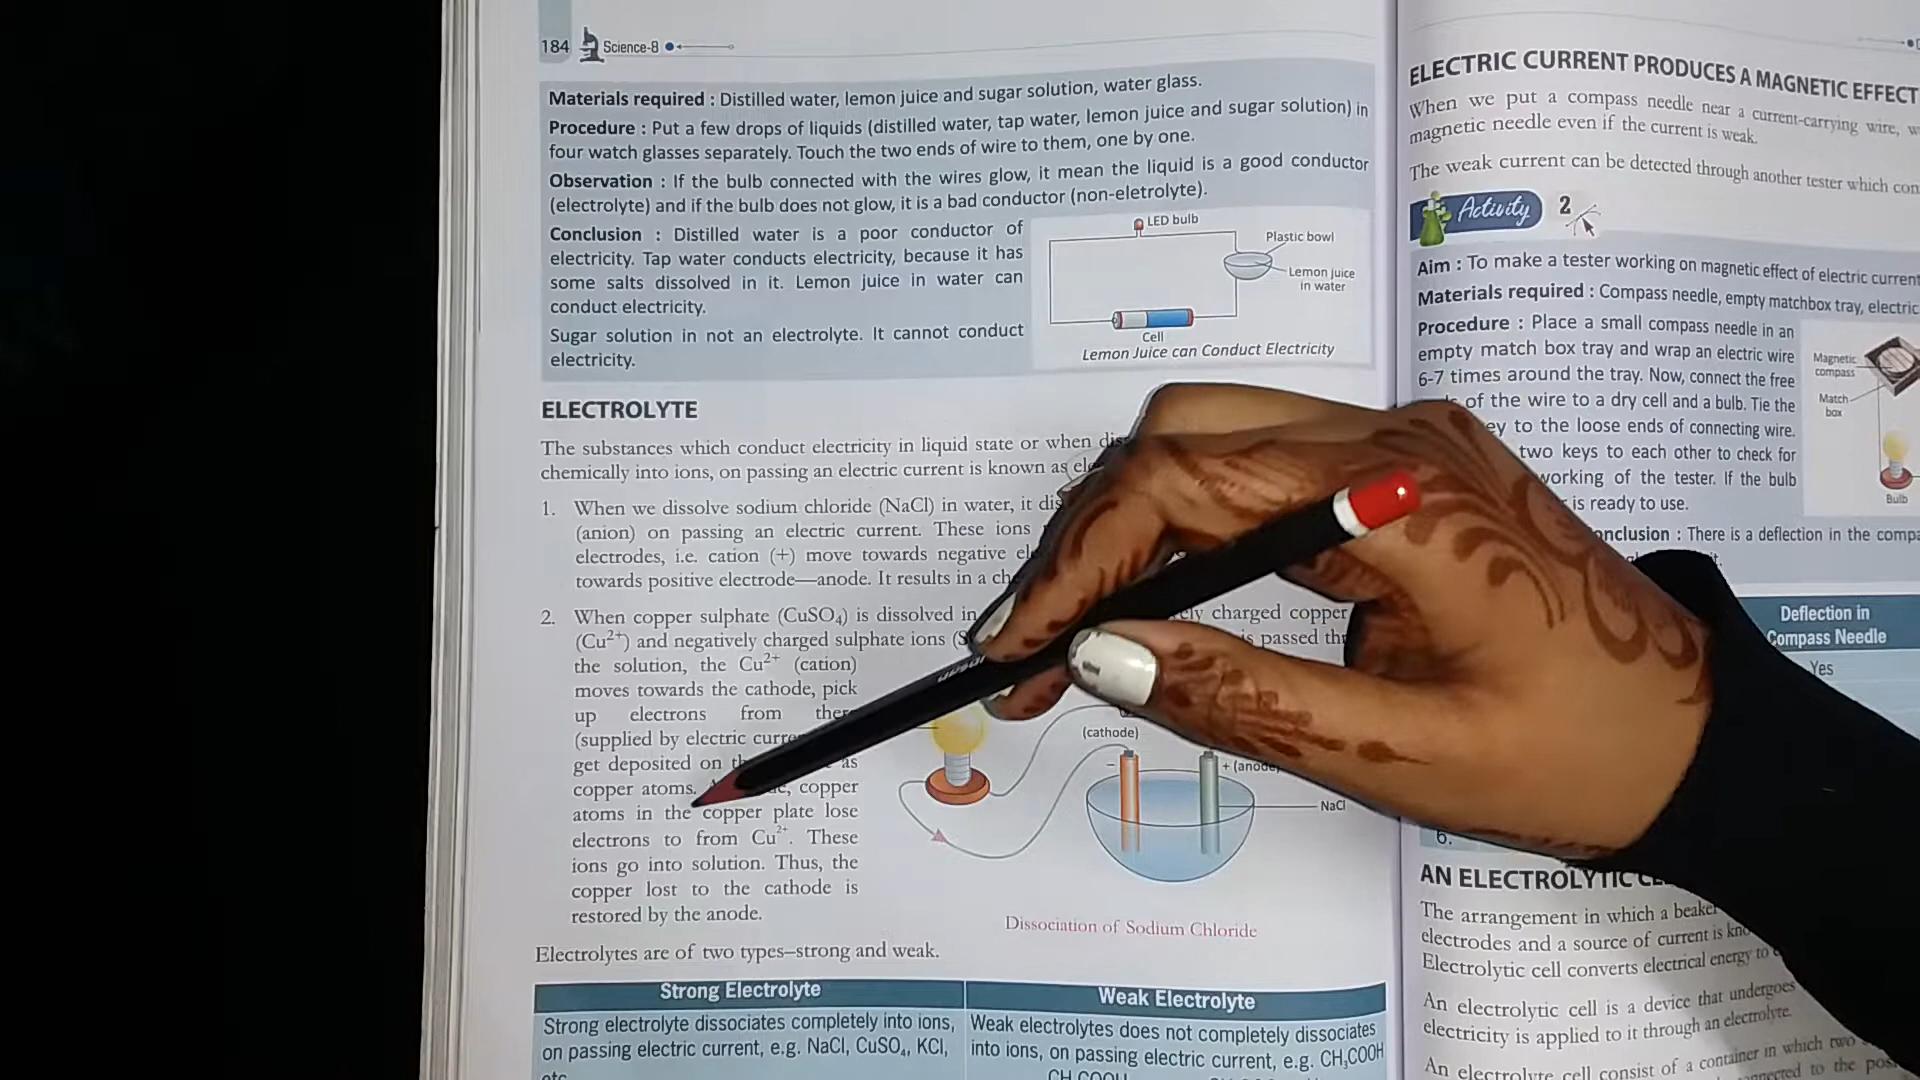 184 Science-8
Materials required : Distilled water, lemon juice and sugar solution, water glass.
Procedure : Put a few drops of liquids (distilled water, tap water, lemon juice and sugar solution) in
four watch glasses separately. Touch the two ends of wire to them, one by one.
Observation : If the bulb connected with the wires glow, it mean the liquid is a good conductor
(electrolyte) and if the bulb does not glow, it is a bad conductor (non-eletrolyte).
Conclusion : Distilled water is a poor conductor of
electricity. Tap water conducts electricity, because it has
some salts dissolved in it. Lemon juice in water can
conduct electricity.
Sugar solution in not an electrolyte. It cannot conduct
electricity.
LED bulb
Plastic bowl
Lemon juice
in water
Cell
Lemon Juice can Conduct Electricity
ELECTROLYTE
The substances which conduct electricity in liquid state or when
chemically into ions, on passing an electric current is known as
1. When we dissolve sodium chloride (NaCl) in water, it
(anion) on passing an electric current. These ions
electrodes, i.e. cation (+) move towards negative
towards positive electrode—anode. It results in a
2. When copper sulphate (CuSO₄) is dissolved in charged copper
(Cu²⁺) and negatively charged sulphate ions is passed
the solution, the Cu²⁺ (cation)
moves towards the cathode, pick
up electrons from
(supplied by electric
get deposited on as
copper atoms. copper
atoms in the copper plate lose
electrons to from Cu²⁺. These
ions go into solution. Thus, the
copper lost to the cathode is
restored by the anode.
(cathode)
−
+ (anode)
NaCl
Dissociation of Sodium Chloride
Electrolytes are of two types–strong and weak.
Strong Electrolyte
Strong electrolyte dissociates completely into ions,
on passing electric current, e.g. NaCl, CuSO₄, KCl,
etc.
Weak Electrolyte
Weak electrolytes does not completely dissociates
into ions, on passing electric current, e.g. CH₃COOH
ELECTRIC CURRENT PRODUCES A MAGNETIC EFFECT
When we put a compass needle near a current-carrying wire,
magnetic needle even if the current is weak.
The weak current can be detected through another tester which
Activity 2
Aim : To make a tester working on magnetic effect of electric current
Materials required : Compass needle, empty matchbox tray, electric
Procedure : Place a small compass needle in an
empty match box tray and wrap an electric wire
6-7 times around the tray. Now, connect the free
of the wire to a dry cell and a bulb. Tie the
to the loose ends of connecting wire.
two keys to each other to check for
working of the tester. If the bulb
is ready to use.
Magnetic
compass
Match
box
Bulb
There is a deflection in the
Deflection in
Compass Needle
Yes
6.
AN ELECTROLYTIC
The arrangement in which a beaker
electrodes and a source of current is
Electrolytic cell converts electrical energy to
An electrolytic cell is a device that undergoes
electricity is applied to it through an electrolyte.
An electrolyte cell consist of a container in which two
to the